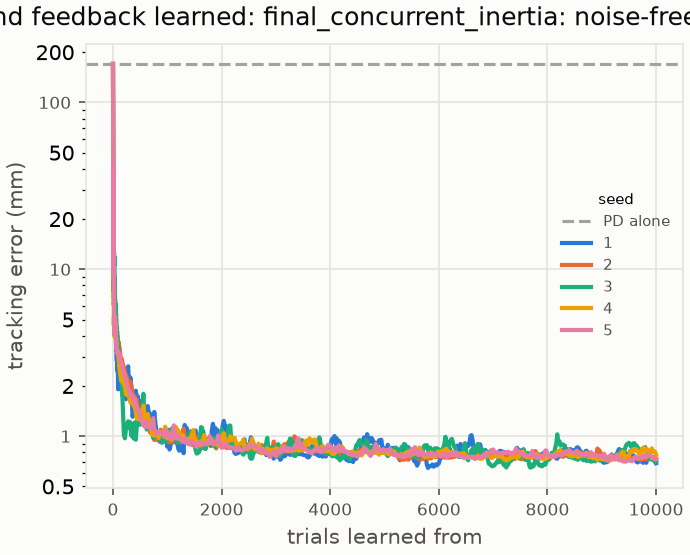 nd feedback learned: final_concurrent_inertia: noise-free
200
100
50
20
10
5
2
1
0.5
tracking error (mm)
seed
PD alone
1
2
3
4
5
0 2000 4000 6000 8000 10000
trials learned from